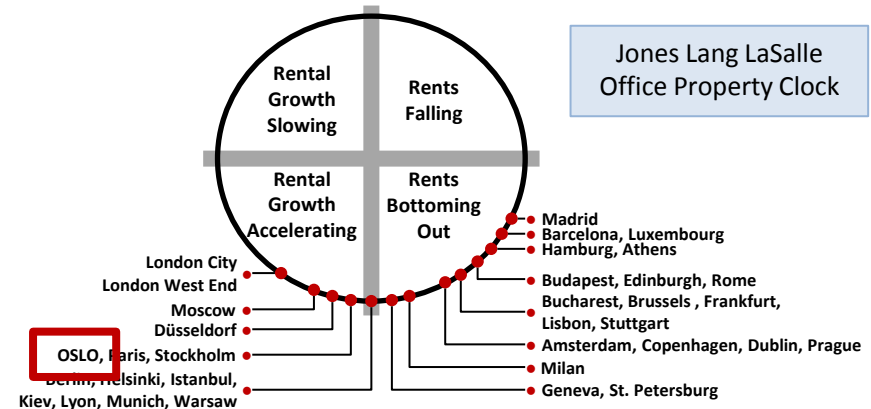 Jones Lang LaSalle
Office Property Clock
Rental
Growth
Slowing
Rents
Falling
Rental
Growth
Accelerating
Rents
Bottoming
Out
London City
London West End
Moscow
Düsseldorf
OSLO, Paris, Stockholm
Berlin, Helsinki, Istanbul,
Kiev, Lyon, Munich, Warsaw
Madrid
Barcelona, Luxembourg
Hamburg, Athens
Budapest, Edinburgh, Rome
Bucharest, Brussels , Frankfurt,
Lisbon, Stuttgart
Amsterdam, Copenhagen, Dublin, Prague
Milan
Geneva, St. Petersburg